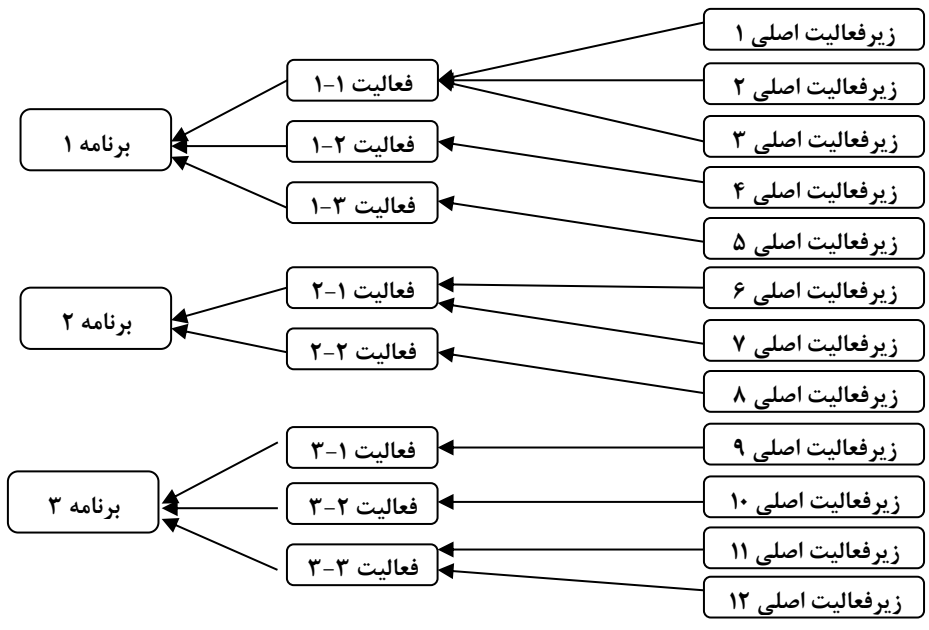 زیرفعالیت اصلی ۱
زیرفعالیت اصلی ۲
زیرفعالیت اصلی ۳
زیرفعالیت اصلی ۴
زیرفعالیت اصلی ۵
زیرفعالیت اصلی ۶
زیرفعالیت اصلی ۷
زیرفعالیت اصلی ۸
زیرفعالیت اصلی ۹
زیرفعالیت اصلی ۱۰
زیرفعالیت اصلی ۱۱
زیرفعالیت اصلی ۱۲
فعالیت ۱-۱
فعالیت ۲-۱
فعالیت ۳-۱
فعالیت ۱-۲
فعالیت ۲-۲
فعالیت ۱-۳
فعالیت ۲-۳
فعالیت ۳-۳
برنامه ۱
برنامه ۲
برنامه ۳